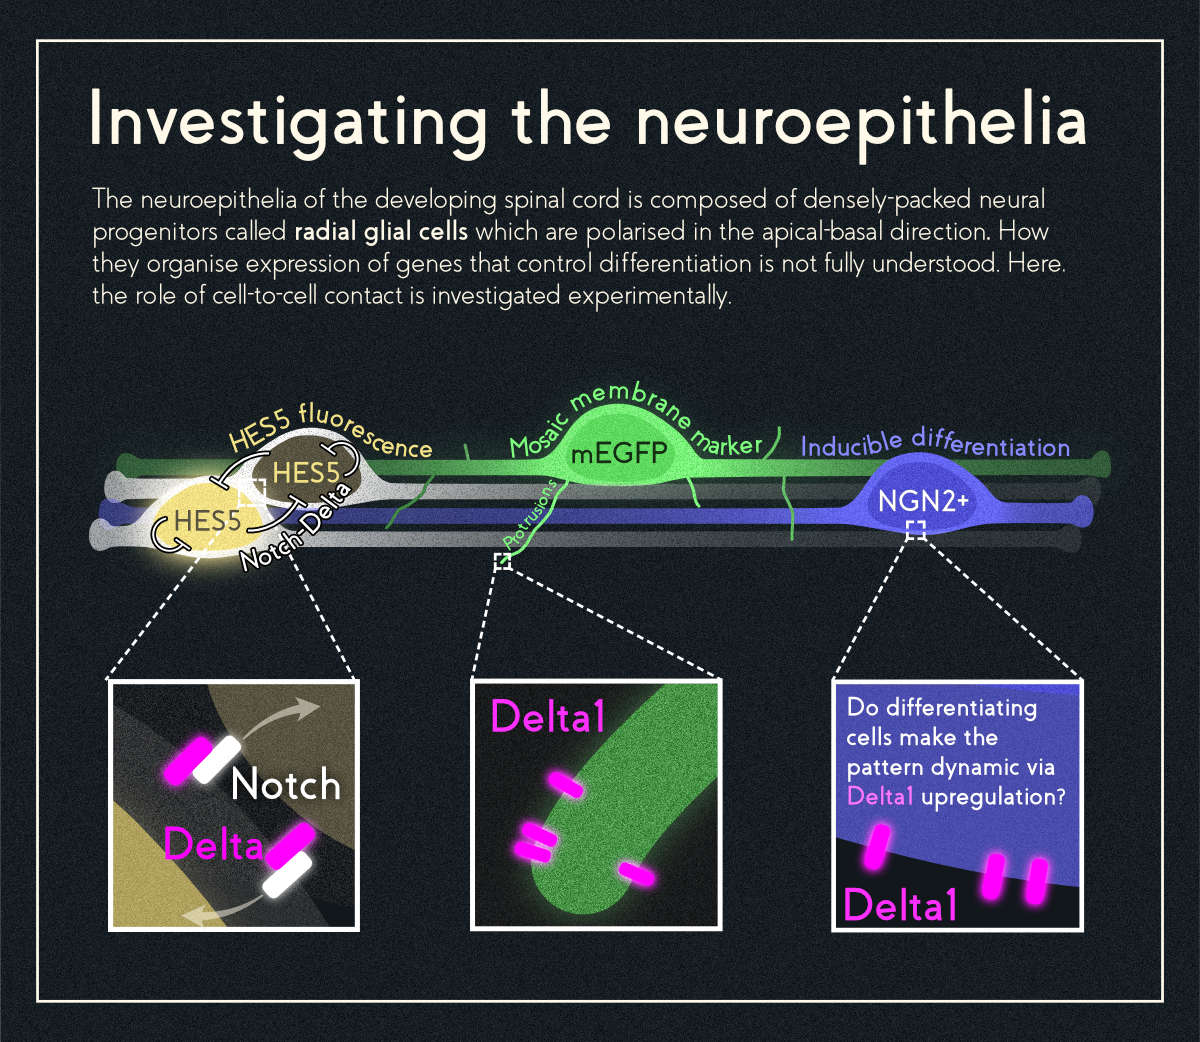 Investigating the neuroepithelia
The neuroepithelia of the developing spinal cord is composed of densely-packed neural
progenitors called radial glial cells which are polarised in the apical-basal direction. How
they organise expression of genes that control differentiation is not fully understood. Here.
the role of cell-to-cell contact is investigated experimentally.
HES5 fluorescence
Mosaic membrane marker
Inducible differentiation
mEGFP
HES5
NGN2+
HES5
Notch-Delta
Protrusions
Notch
Delta
Delta1
Do differentiating
cells make the
pattern dynamic via
Delta1 upregulation?
Delta1